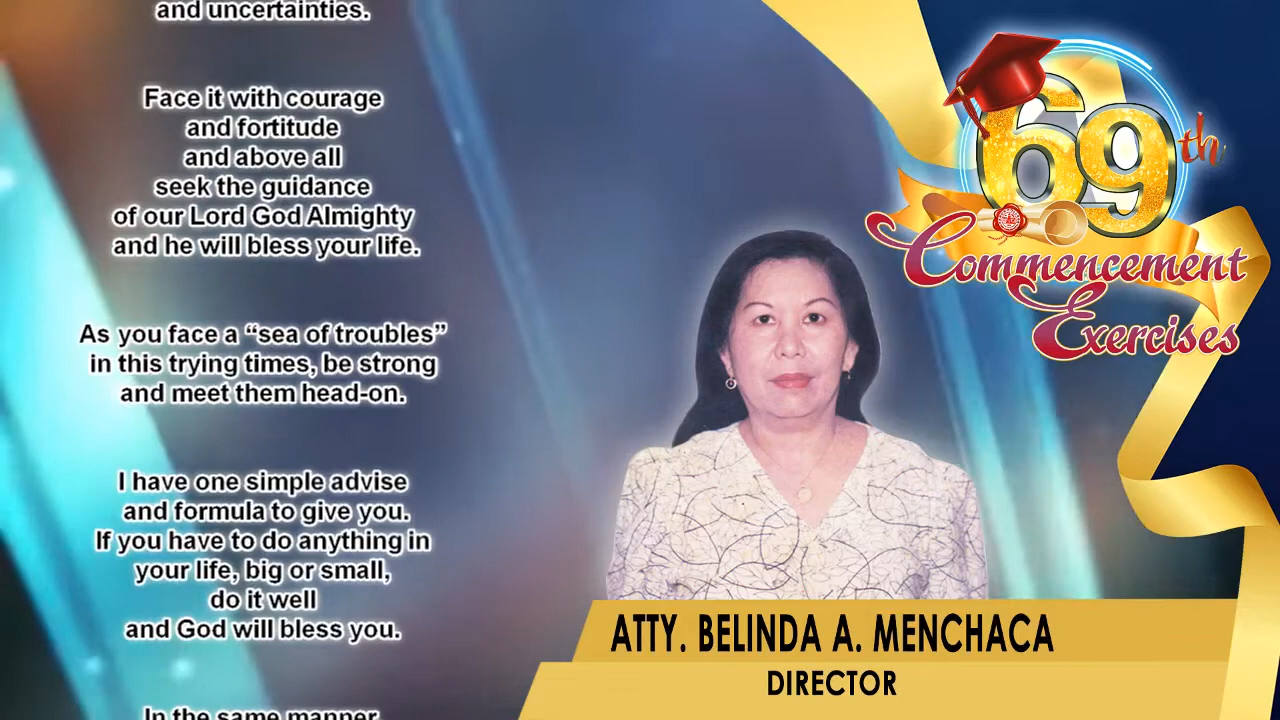 and uncertainties.
Face it with courage
and fortitude
and above all
seek the guidance
of our Lord God Almighty
and he will bless your life.
As you face a “sea of troubles”
in this trying times, be strong
and meet them head-on.
I have one simple advise
and formula to give you.
If you have to do anything in
your life, big or small,
do it well
and God will bless you.
In the same manner
69th
Commencement
Exercises
ATTY. BELINDA A. MENCHACA
DIRECTOR